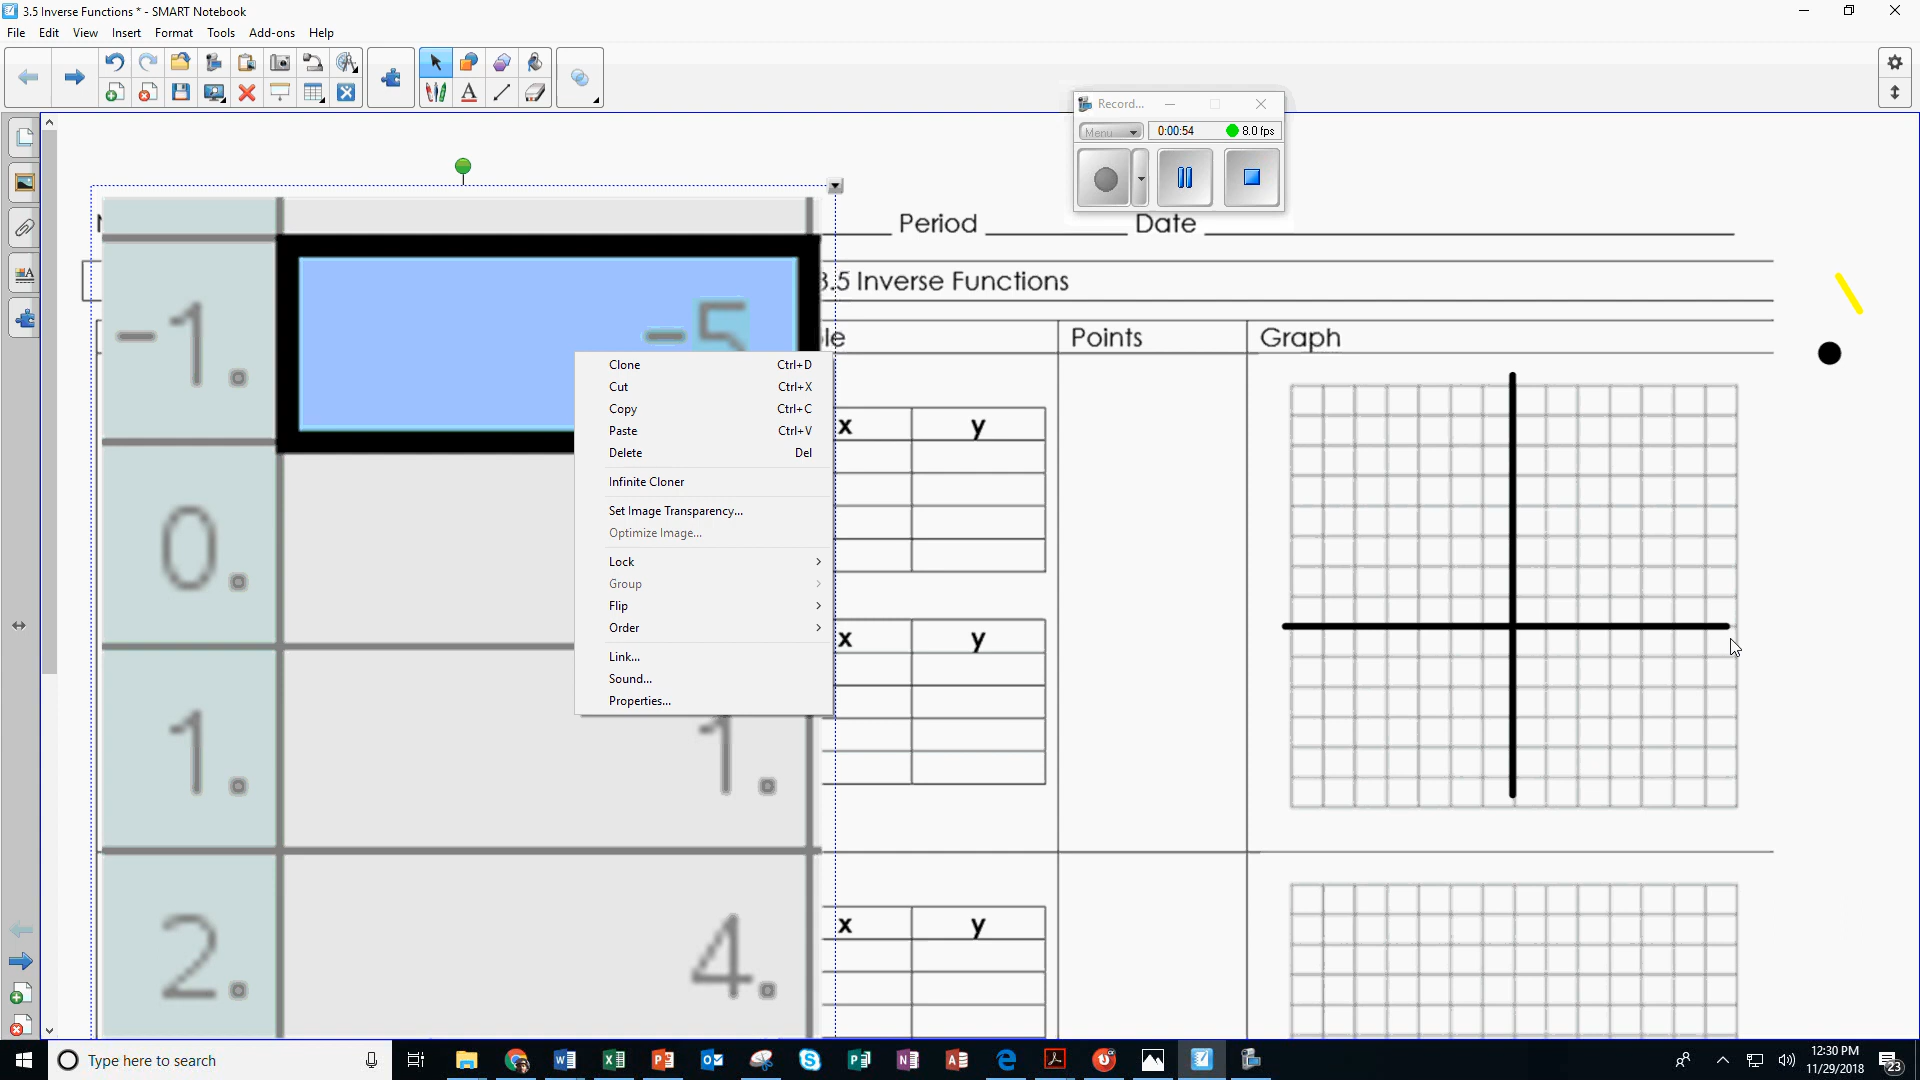 3.5 Inverse Functions * - SMART Notebook
File Edit View Insert Format Tools Add-ons Help
Record...
Menu 0:00:54 8.0 fps
Period Date
3.5 Inverse Functions
Points Graph
-1. -5
0.
1. 1.
2. 4.
Clone Ctrl+D
Cut Ctrl+X
Copy Ctrl+C
Paste Ctrl+V
Delete Del
Infinite Cloner
Set Image Transparency...
Optimize Image...
Lock
Group
Flip
Order
Link...
Sound...
Properties...
x y
x y
x y
Type here to search
12:30 PM
11/29/2018
23